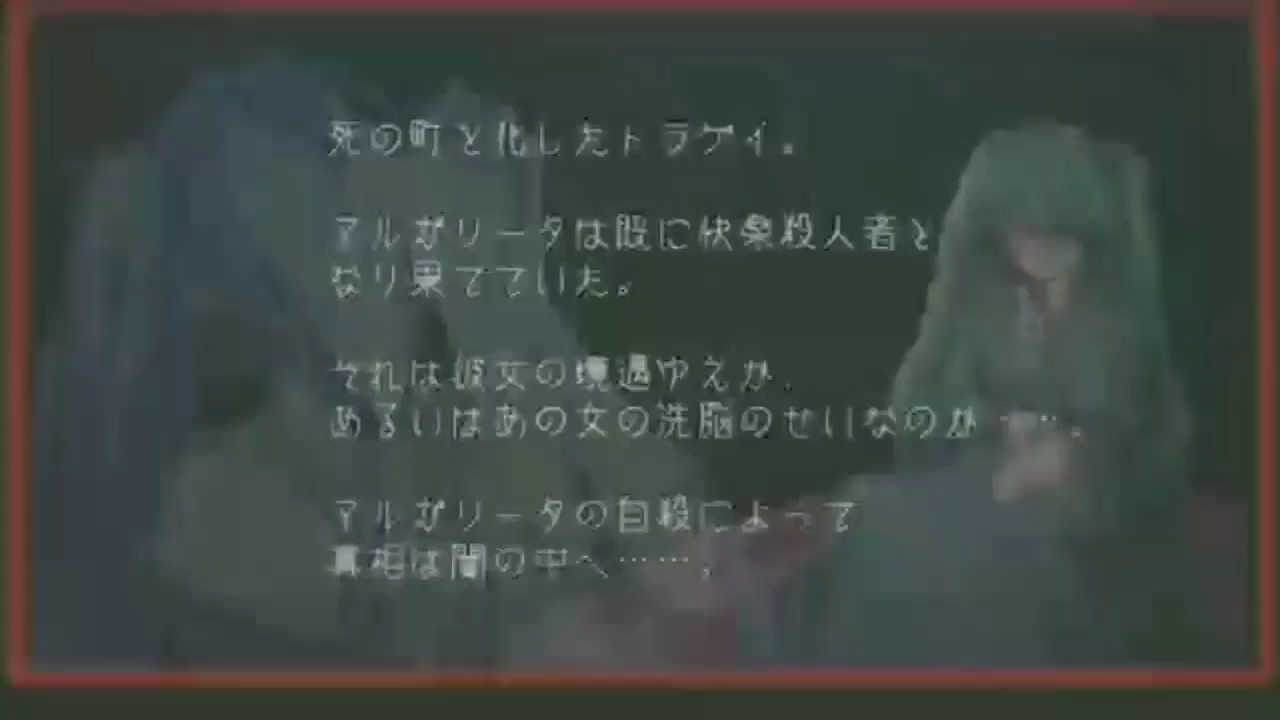 死の町と化したトラゲイ。
マルガリータは既に快楽殺人者と
なり果てていた。
それは彼女の境遇ゆえか、
あるいはあの女の洗脳のせいなのか……。
マルガリータの自殺によって
真相は闇の中へ……。